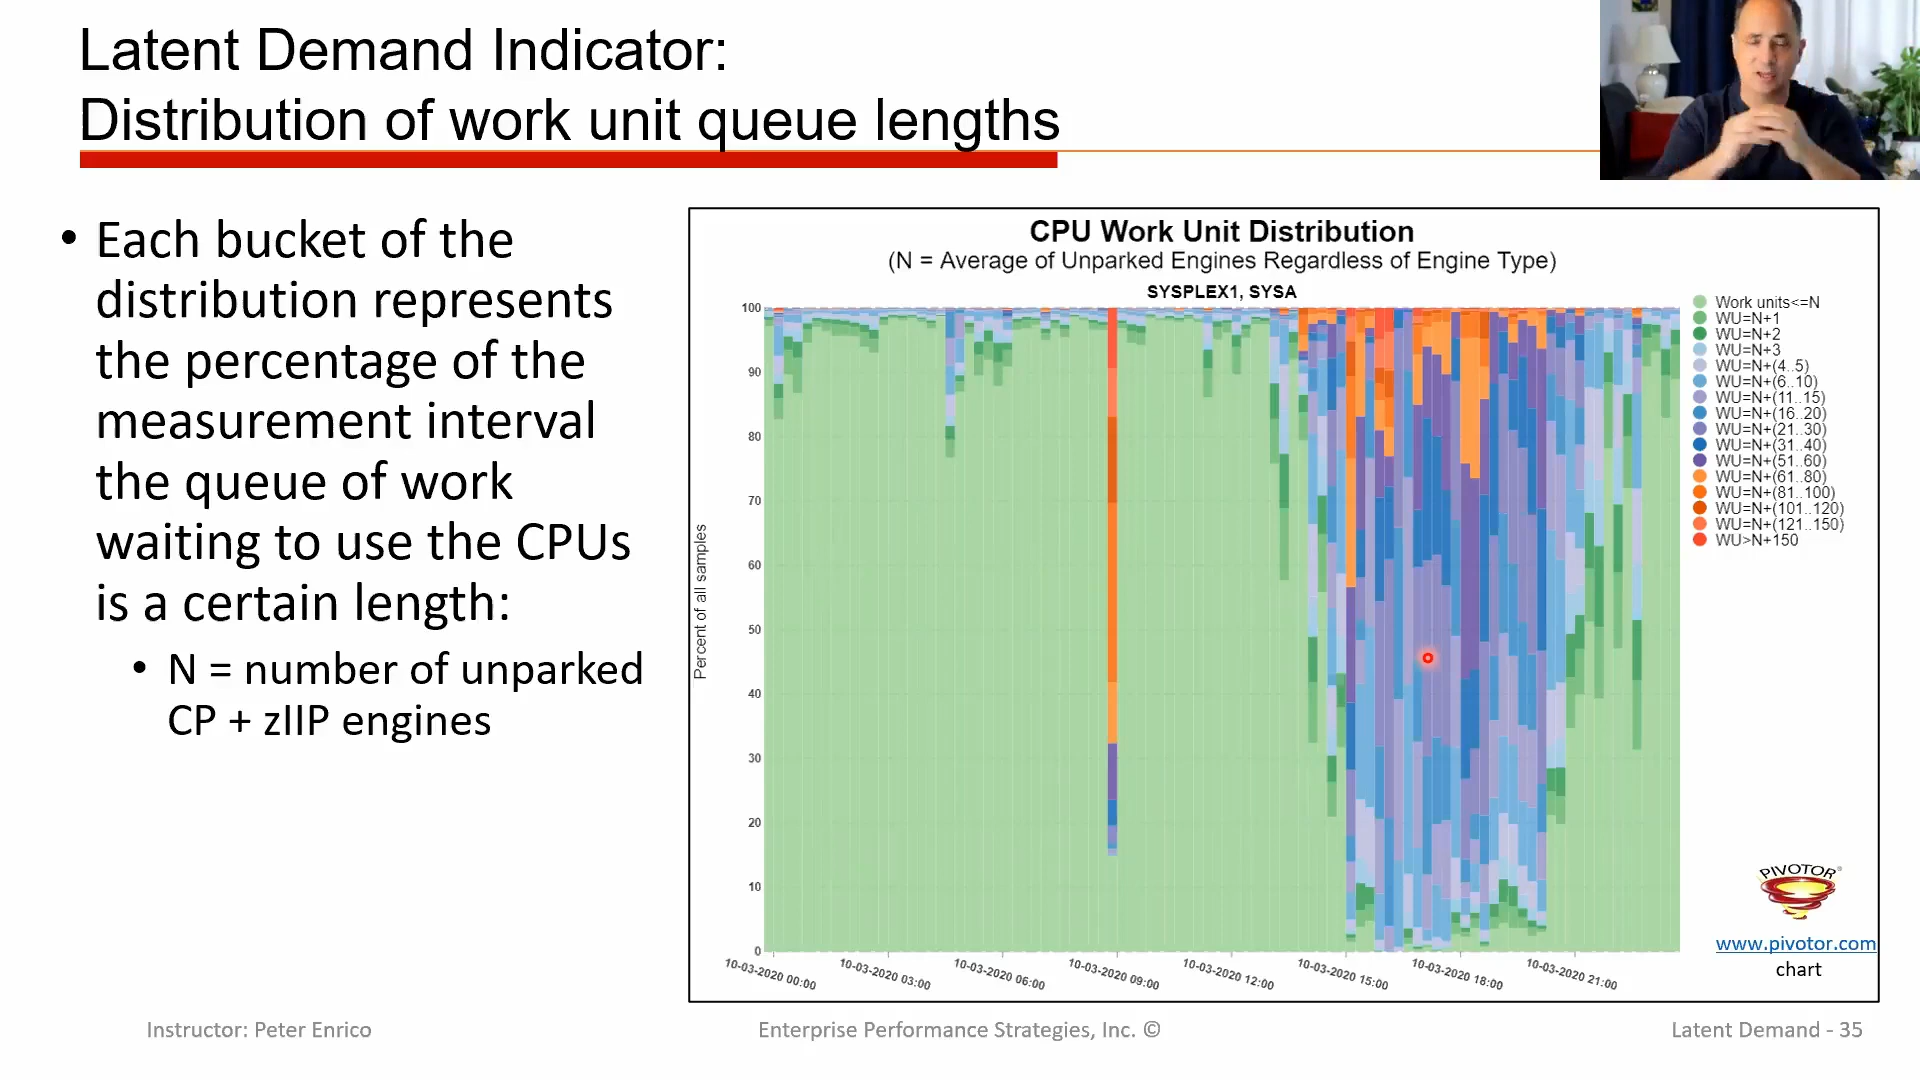 Latent Demand Indicator:
Distribution of work unit queue lengths
• Each bucket of the
distribution represents
the percentage of the
measurement interval
the queue of work
waiting to use the CPUs
is a certain length:
• N = number of unparked
CP + zIIP engines
CPU Work Unit Distribution
(N = Average of Unparked Engines Regardless of Engine Type)
SYSPLEX1, SYSA
Percent of all samples
100
90
80
70
60
50
40
30
20
10
0
10-03-2020 00:00
10-03-2020 03:00
10-03-2020 06:00
10-03-2020 09:00
10-03-2020 12:00
10-03-2020 15:00
10-03-2020 18:00
10-03-2020 21:00
Work units<=N
WU=N+1
WU=N+2
WU=N+3
WU=N+(4..5)
WU=N+(6..10)
WU=N+(11..15)
WU=N+(16..20)
WU=N+(21..30)
WU=N+(31..40)
WU=N+(51..60)
WU=N+(61..80)
WU=N+(81..100)
WU=N+(101..120)
WU=N+(121..150)
WU>N+150
PIVOTOR®
www.pivotor.com
chart
Instructor: Peter Enrico
Enterprise Performance Strategies, Inc. ©
Latent Demand - 35